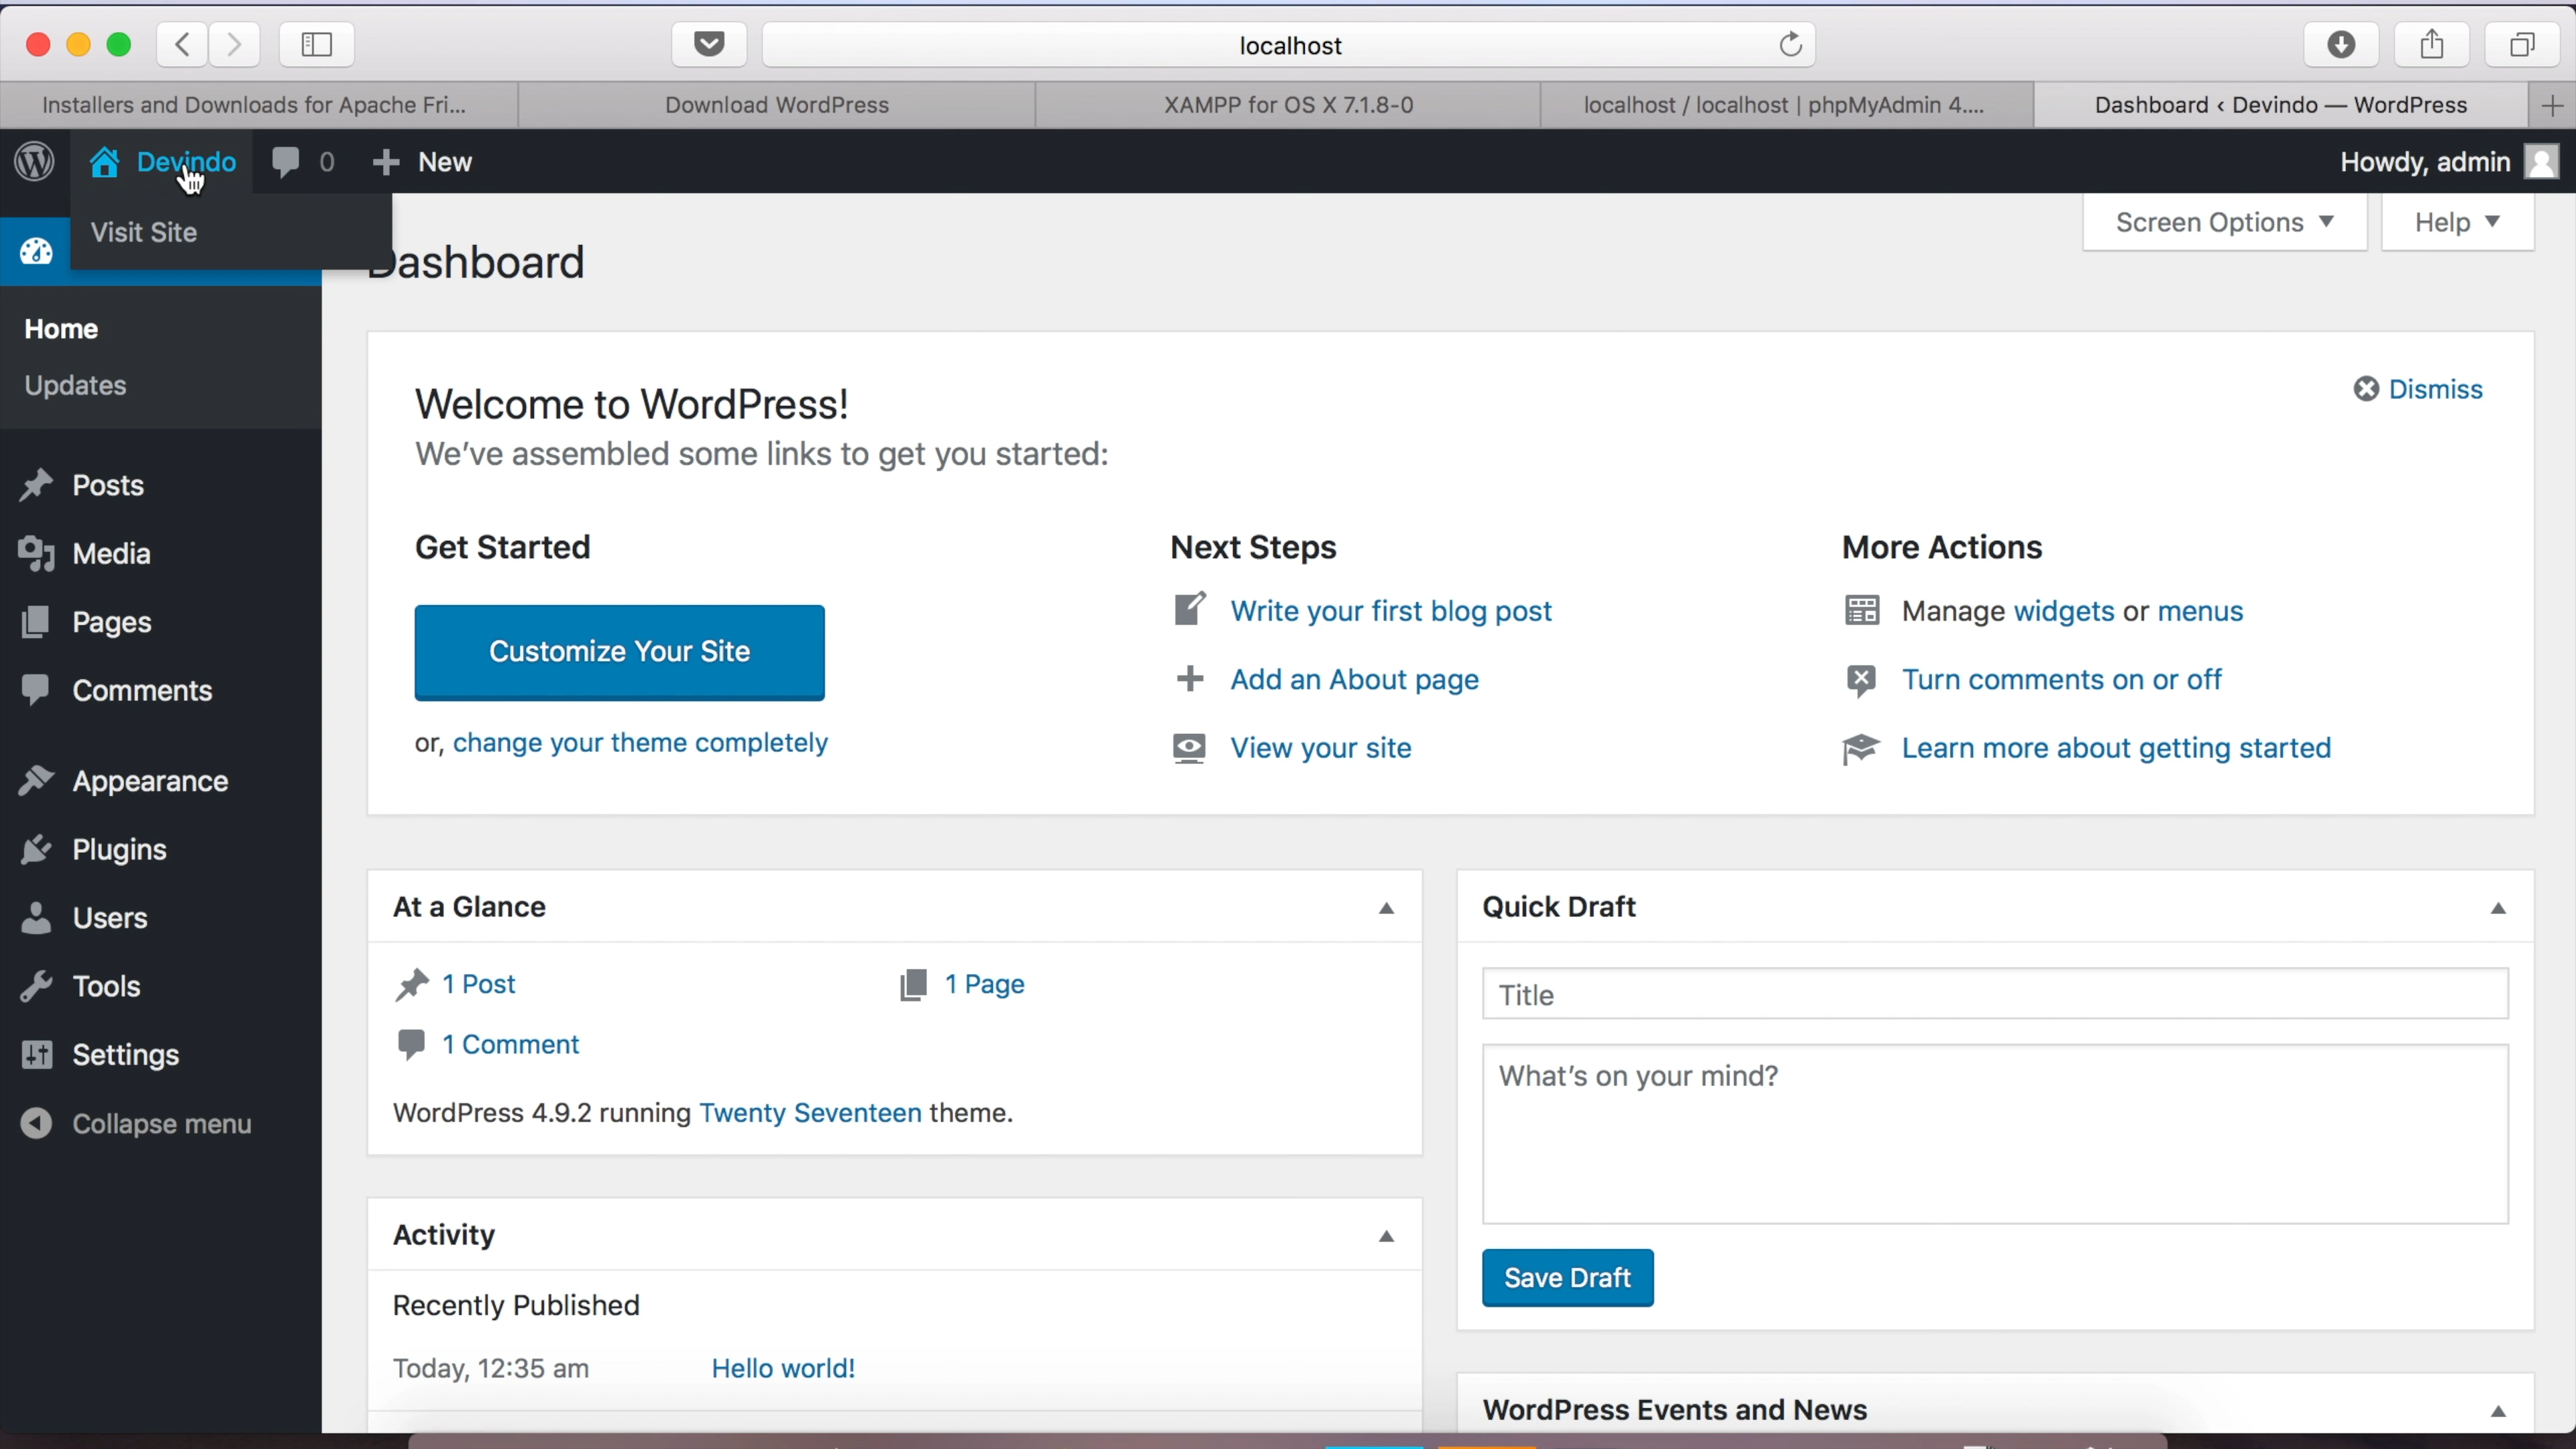 localhost
Installers and Downloads for Apache Fri...
Download WordPress
XAMPP for OS X 7.1.8-0
localhost / localhost | phpMyAdmin 4....
Dashboard ‹ Devindo — WordPress
Devindo
0
New
Howdy, admin
Visit Site
Screen Options
Help
Home
Updates
Posts
Media
Pages
Comments
Appearance
Plugins
Users
Tools
Settings
Collapse menu
Welcome to WordPress!
Dismiss
We've assembled some links to get you started:
Get Started
Customize Your Site
or, change your theme completely
Next Steps
Write your first blog post
Add an About page
View your site
More Actions
Manage widgets or menus
Turn comments on or off
Learn more about getting started
At a Glance
1 Post
1 Page
1 Comment
WordPress 4.9.2 running Twenty Seventeen theme.
Activity
Recently Published
Today, 12:35 am
Hello world!
Quick Draft
Title
What's on your mind?
Save Draft
WordPress Events and News